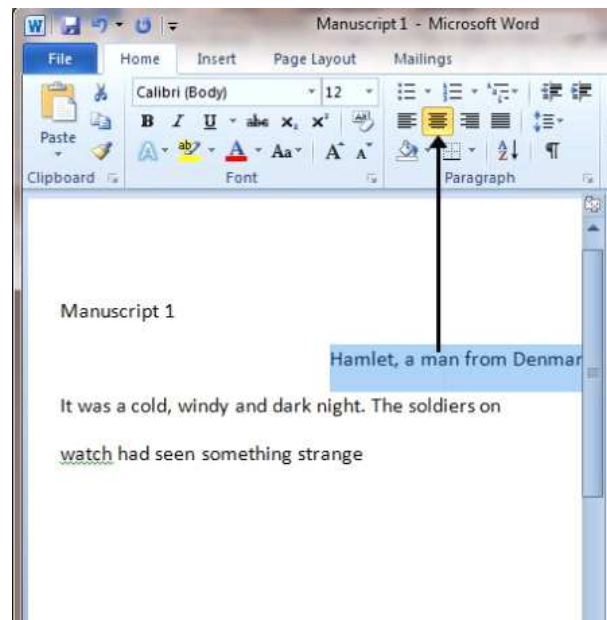 Manuscript 1 - Microsoft Word
File Home Insert Page Layout Mailings
Calibri (Body) 12
Paste
B I U abc x, x²
A ab A Aa A A
Clipboard Font Paragraph
Manuscript 1
Hamlet, a man from Denmar
It was a cold, windy and dark night. The soldiers on
watch had seen something strange